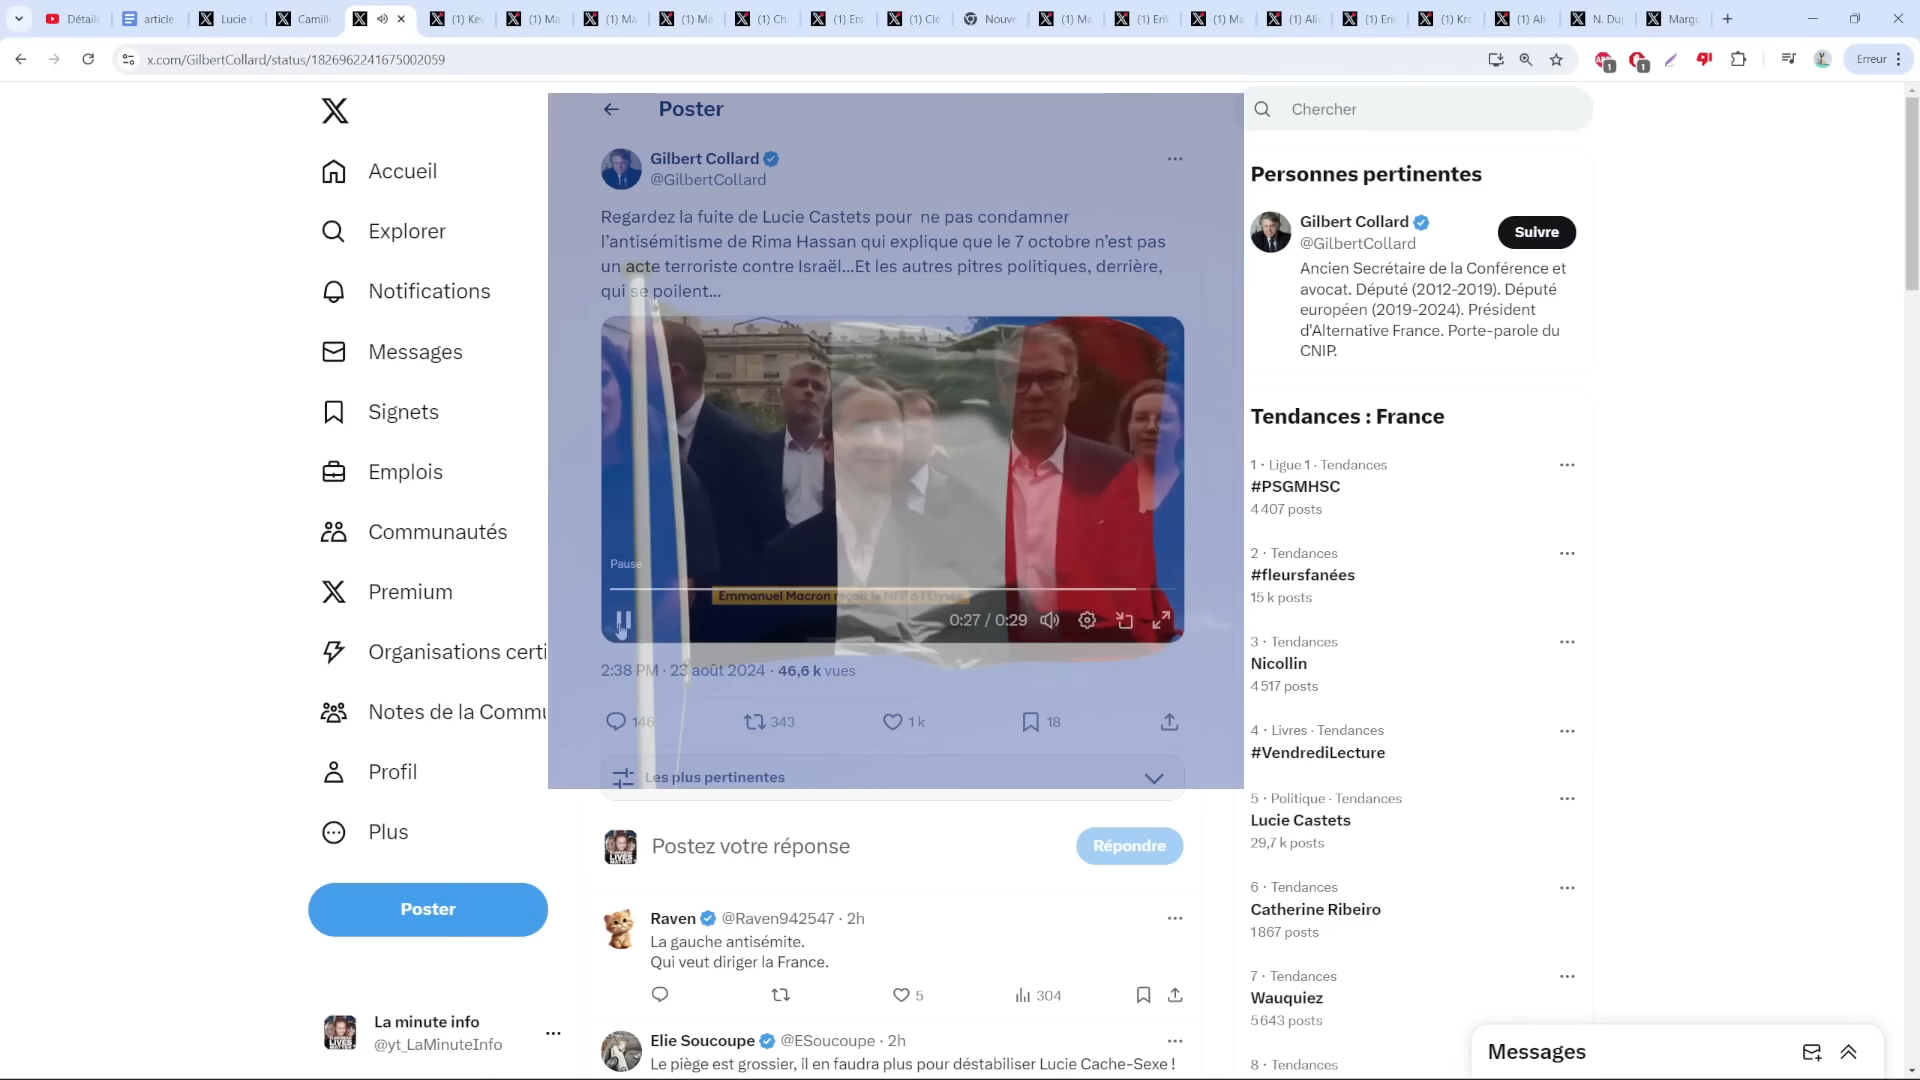 Détails
article
Lucie
Camill
(1) Ke
(1) Ma
(1) Ma
(1) Ma
(1) Ch
(1) Ers
(1) Clé
Nouve
(1) Ma
(1) Eri
(1) Ma
(1) Ali
(1) Eri
(1) Kro
(1) Ali
N. Du
Margu
x.com/GilbertCollard/status/1826962241675002059
1
1
Erreur
Accueil
Explorer
Notifications
Messages
Signets
Emplois
Communautés
Premium
Organisations certi
Notes de la Commu
Profil
Plus
Poster
La minute info
@yt_LaMinuteInfo
Poster
Gilbert Collard
@GilbertCollard
Regardez la fuite de Lucie Castets pour ne pas condamner
l’antisémitisme de Rima Hassan qui explique que le 7 octobre n’est pas
un acte terroriste contre Israël...Et les autres pitres politiques, derrière,
qui se poilent...
Pause
Emmanuel Macron reçoit le NFP à l'Elysée
0:27 / 0:29
2:38 PM · 23 août 2024 · 46,6 k vues
146
343
1 k
18
Les plus pertinentes
Postez votre réponse
Répondre
Raven @Raven942547 · 2h
La gauche antisémite.
Qui veut diriger la France.
5
304
Elie Soucoupe @ESoucoupe · 2h
Le piège est grossier, il en faudra plus pour déstabiliser Lucie Cache-Sexe !
Chercher
Personnes pertinentes
Gilbert Collard
@GilbertCollard
Suivre
Ancien Secrétaire de la Conférence et
avocat. Député (2012-2019). Député
européen (2019-2024). Président
d'Alternative France. Porte-parole du
CNIP.
Tendances : France
1 · Ligue 1 · Tendances
#PSGMHSC
4 407 posts
2 · Tendances
#fleursfanées
15 k posts
3 · Tendances
Nicollin
4 517 posts
4 · Livres · Tendances
#VendrediLecture
5 · Politique · Tendances
Lucie Castets
29,7 k posts
6 · Tendances
Catherine Ribeiro
1 867 posts
7 · Tendances
Wauquiez
5 643 posts
8 · Tendances
Messages